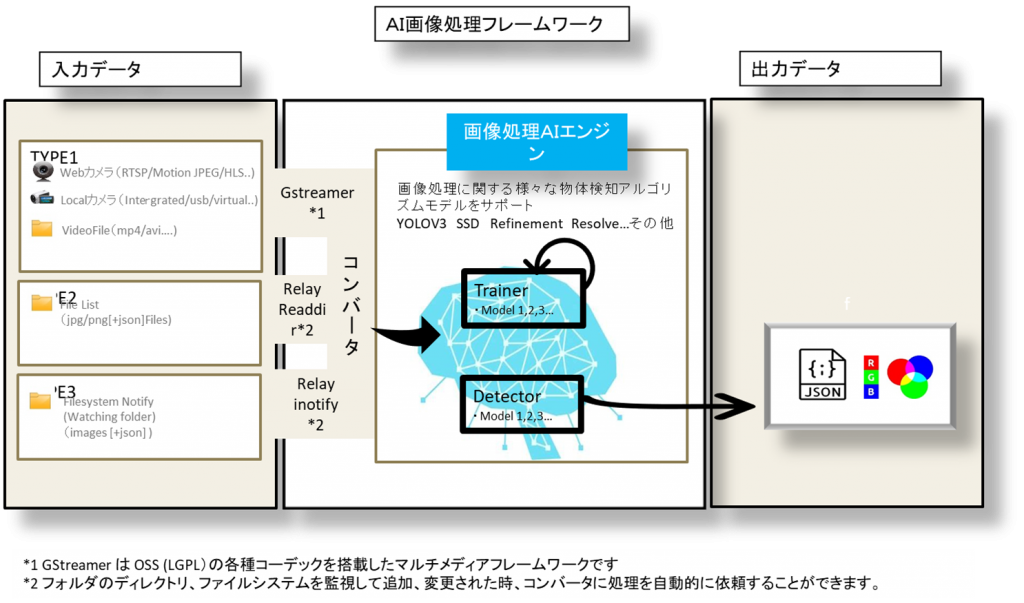 AI画像処理フレームワーク
入力データ
出力データ
TYPE1
Webカメラ（RTSP/Motion JPEG/HLS..）
Localカメラ（Intergrated/usb/virtual..）
VideoFile（mp4/avi....）
E2
File List
（jpg/png[+json]Files)
PE3
Filesystem Notify
(Watching folder)
（images [+json] )
Gstreamer
*1
Relay
Readdi
r*2
Relay
inotify
*2
コンバータ
画像処理AIエンジ
ン
画像処理に関する様々な物体検知アルゴリ
ズムモデルをサポート
YOLOV3 SSD Refinement Resolve…その他
Trainer
・Model 1,2,3…
Detector
・Model 1,2,3…
f
{;}
JSON
R
G
B
*1 GStreamer は OSS (LGPL）の各種コーデックを搭載したマルチメディアフレームワークです
*2 フォルダのディレクトリ、ファイルシステムを監視して追加、変更された時、コンバータに処理を自動的に依頼することができます。